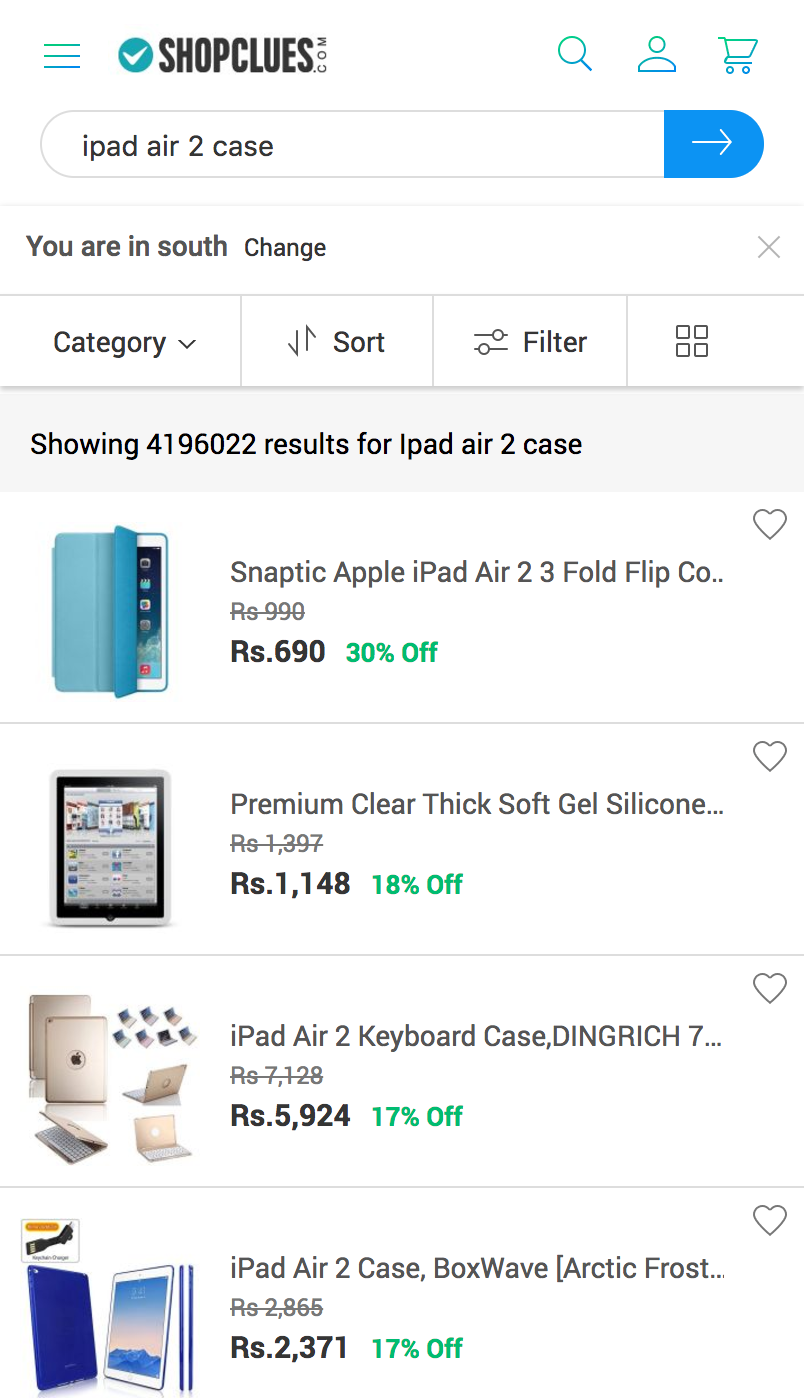 SHOPCLUES.COM
ipad air 2 case
You are in south Change
Category Sort Filter
Showing 4196022 results for Ipad air 2 case
Snaptic Apple iPad Air 2 3 Fold Flip Co..
Rs 990
Rs.690 30% Off
Premium Clear Thick Soft Gel Silicone...
Rs 1,397
Rs.1,148 18% Off
iPad Air 2 Keyboard Case,DINGRICH 7...
Rs 7,128
Rs.5,924 17% Off
Keychain Charger
iPad Air 2 Case, BoxWave [Arctic Frost...
Rs 2,865
Rs.2,371 17% Off